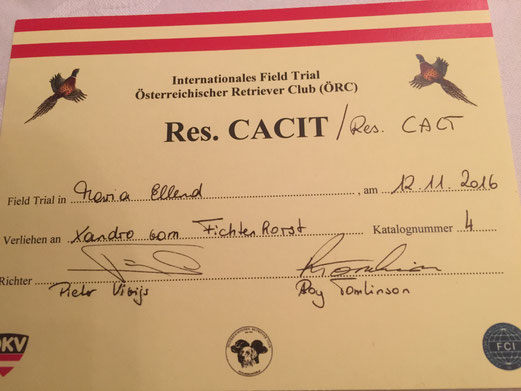 Internationales Field Trial
Österreichischer Retriever Club (ÖRC)
Res. CACIT / Res. CACT
Field Trial in Maria Ellend, am 12.11.2016
Verliehen an Xandro vom FichtenHorst Katalognummer 4
Richter
Pieter Vivijs Roy Tomlinson
ÖKV
FCI